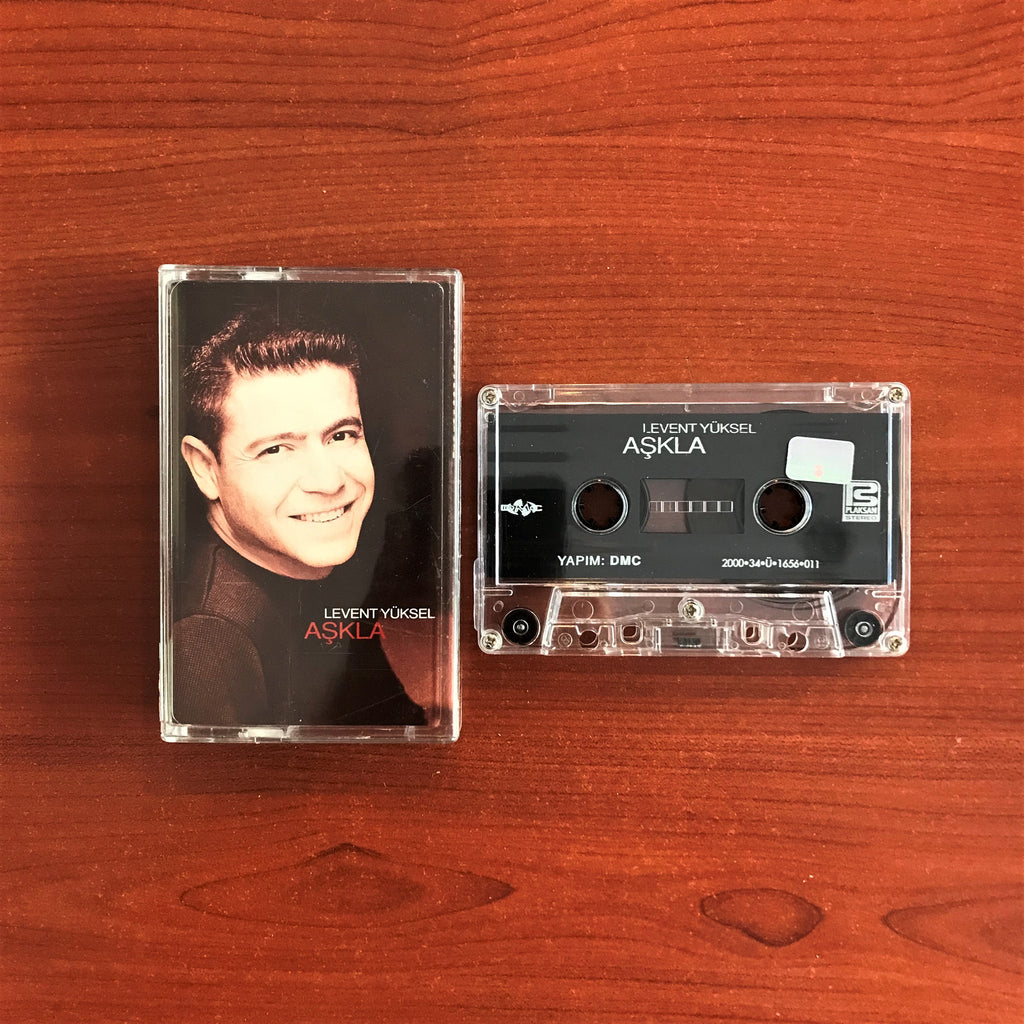 LEVENT YÜKSEL
AŞKLA
LEVENT YÜKSEL
AŞKLA
PLAKSAN
STEREO
YAPIM: DMC
2000•34•Ü•1656•011